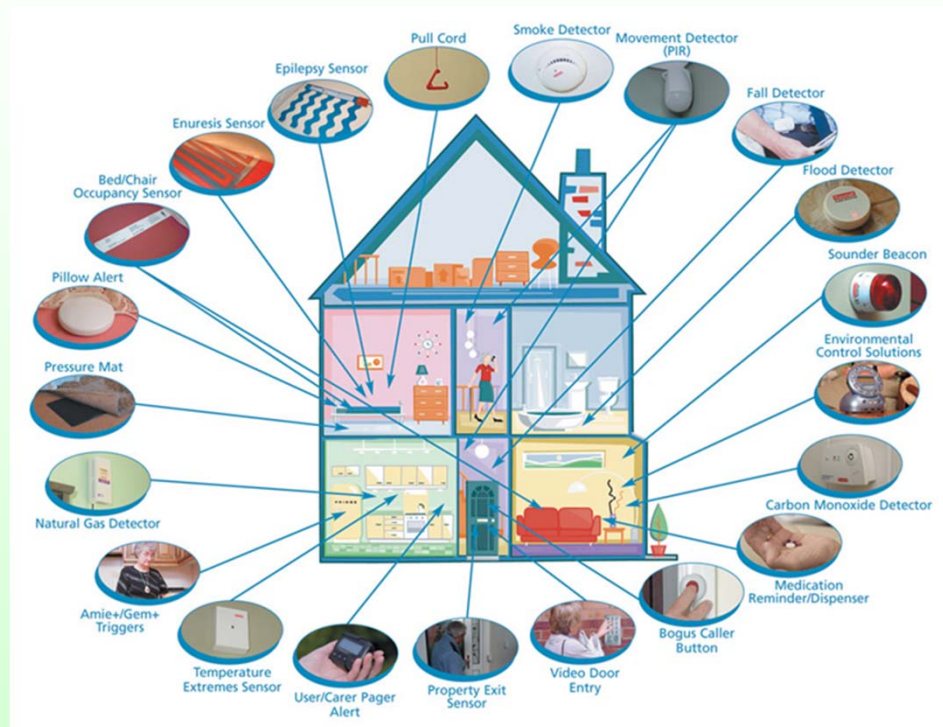 Pull Cord
Smoke Detector
Movement Detector
(PIR)
Epilepsy Sensor
Fall Detector
Enuresis Sensor
Flood Detector
Bed/Chair
Occupancy Sensor
Sounder Beacon
Pillow Alert
Environmental
Control Solutions
Pressure Mat
Carbon Monoxide Detector
Natural Gas Detector
Medication
Reminder/Dispenser
Amie+/Gem+
Triggers
Bogus Caller
Button
Temperature
Extremes Sensor
User/Carer Pager
Alert
Property Exit
Sensor
Video Door
Entry